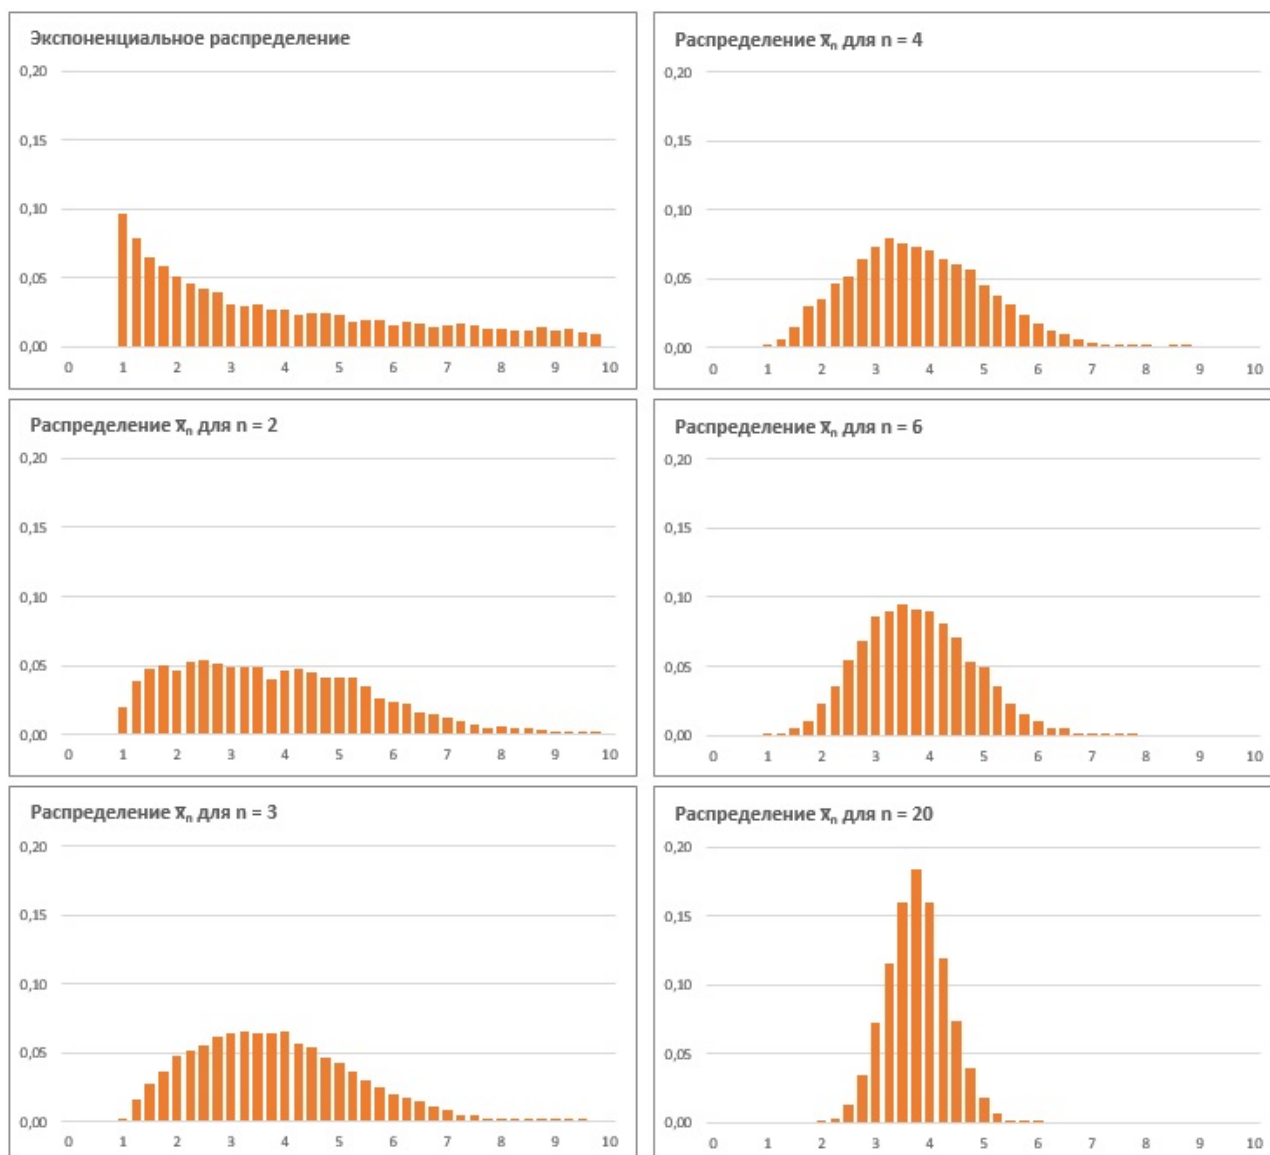 Экспоненциальное распределение
0,20
0,15
0,10
0,05
0,00
0 1 2 3 4 5 6 7 8 9 10
Распределение x̅ₙ для n = 4
0,20
0,15
0,10
0,05
0,00
0 1 2 3 4 5 6 7 8 9 10
Распределение x̅ₙ для n = 2
0,20
0,15
0,10
0,05
0,00
0 1 2 3 4 5 6 7 8 9 10
Распределение x̅ₙ для n = 6
0,20
0,15
0,10
0,05
0,00
0 1 2 3 4 5 6 7 8 9 10
Распределение x̅ₙ для n = 3
0,20
0,15
0,10
0,05
0,00
0 1 2 3 4 5 6 7 8 9 10
Распределение x̅ₙ для n = 20
0,20
0,15
0,10
0,05
0,00
0 1 2 3 4 5 6 7 8 9 10